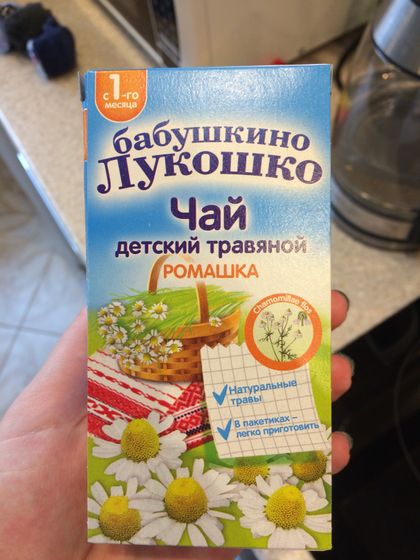 с 1-го
месяца
бабушкино
Лукошко
Чай
детский травяной
РОМАШКА
Chamomillae flos
Натуральные
травы
В пакетиках –
легко приготовить